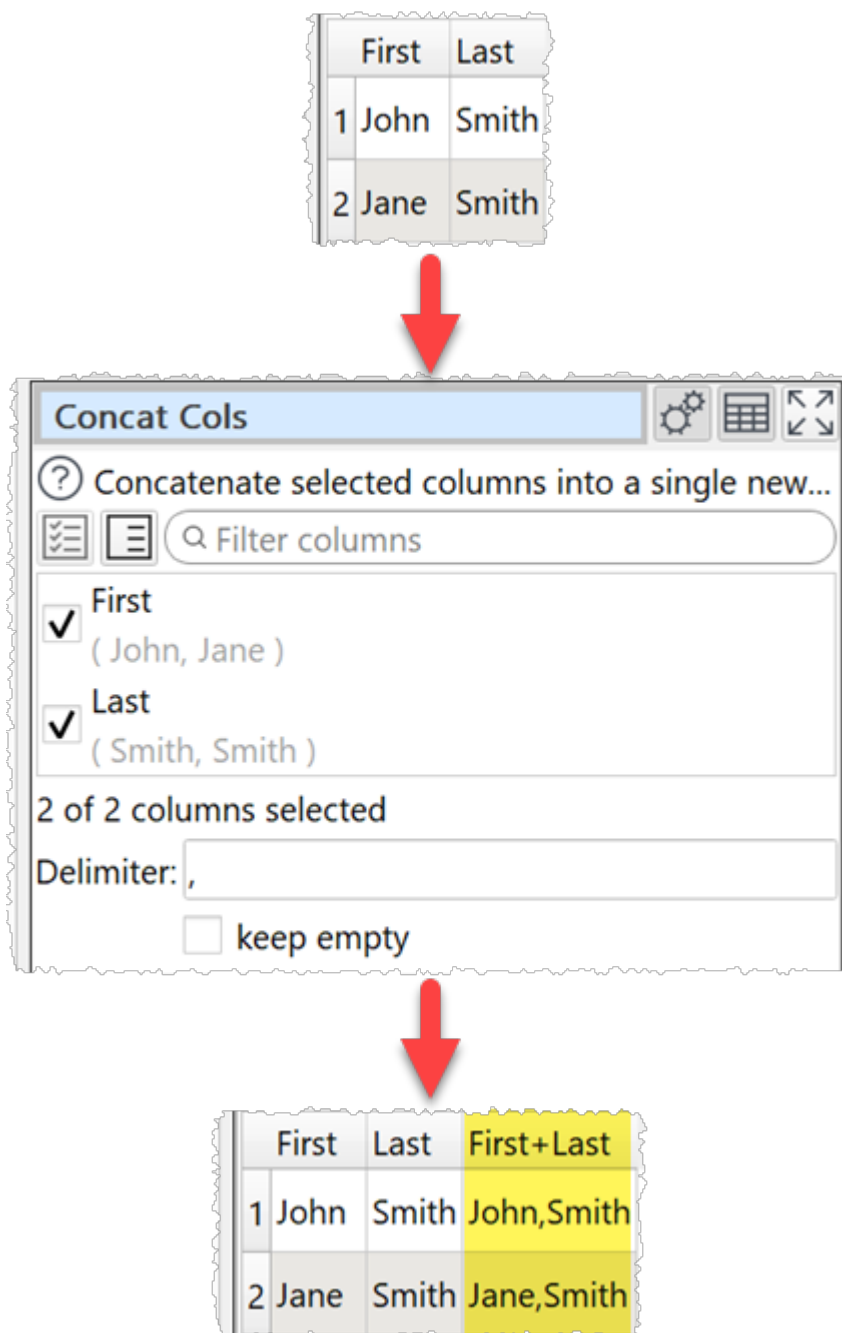 First Last
1 John Smith
2 Jane Smith
Concat Cols
? Concatenate selected columns into a single new...
Filter columns
First
( John, Jane )
Last
( Smith, Smith )
2 of 2 columns selected
Delimiter: ,
keep empty
First Last First+Last
1 John Smith John,Smith
2 Jane Smith Jane,Smith